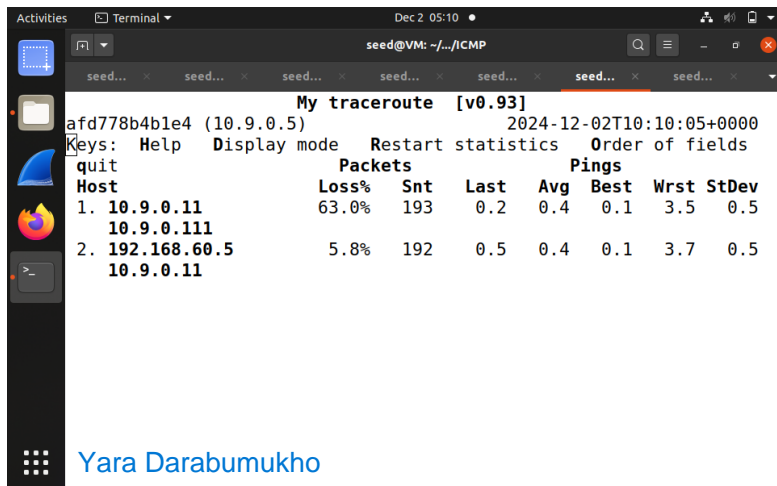 Activities Terminal Dec 2 05:10
seed@VM: ~/.../ICMP
seed... seed... seed... seed... seed... seed... seed...
My traceroute [v0.93]
afd778b4b1e4 (10.9.0.5) 2024-12-02T10:10:05+0000
Keys: Help Display mode Restart statistics Order of fields
quit Packets Pings
Host Loss% Snt Last Avg Best Wrst StDev
1. 10.9.0.11 63.0% 193 0.2 0.4 0.1 3.5 0.5
10.9.0.111
2. 192.168.60.5 5.8% 192 0.5 0.4 0.1 3.7 0.5
10.9.0.11
Yara Darabumukho